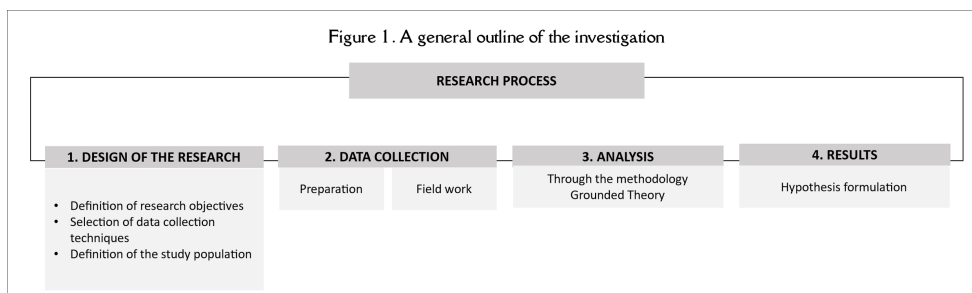 Figure 1. A general outline of the investigation
RESEARCH PROCESS
1. DESIGN OF THE RESEARCH
• Definition of research objectives
• Selection of data collection
techniques
• Definition of the study population
2. DATA COLLECTION
Preparation
Field work
3. ANALYSIS
Through the methodology
Grounded Theory
4. RESULTS
Hypothesis formulation